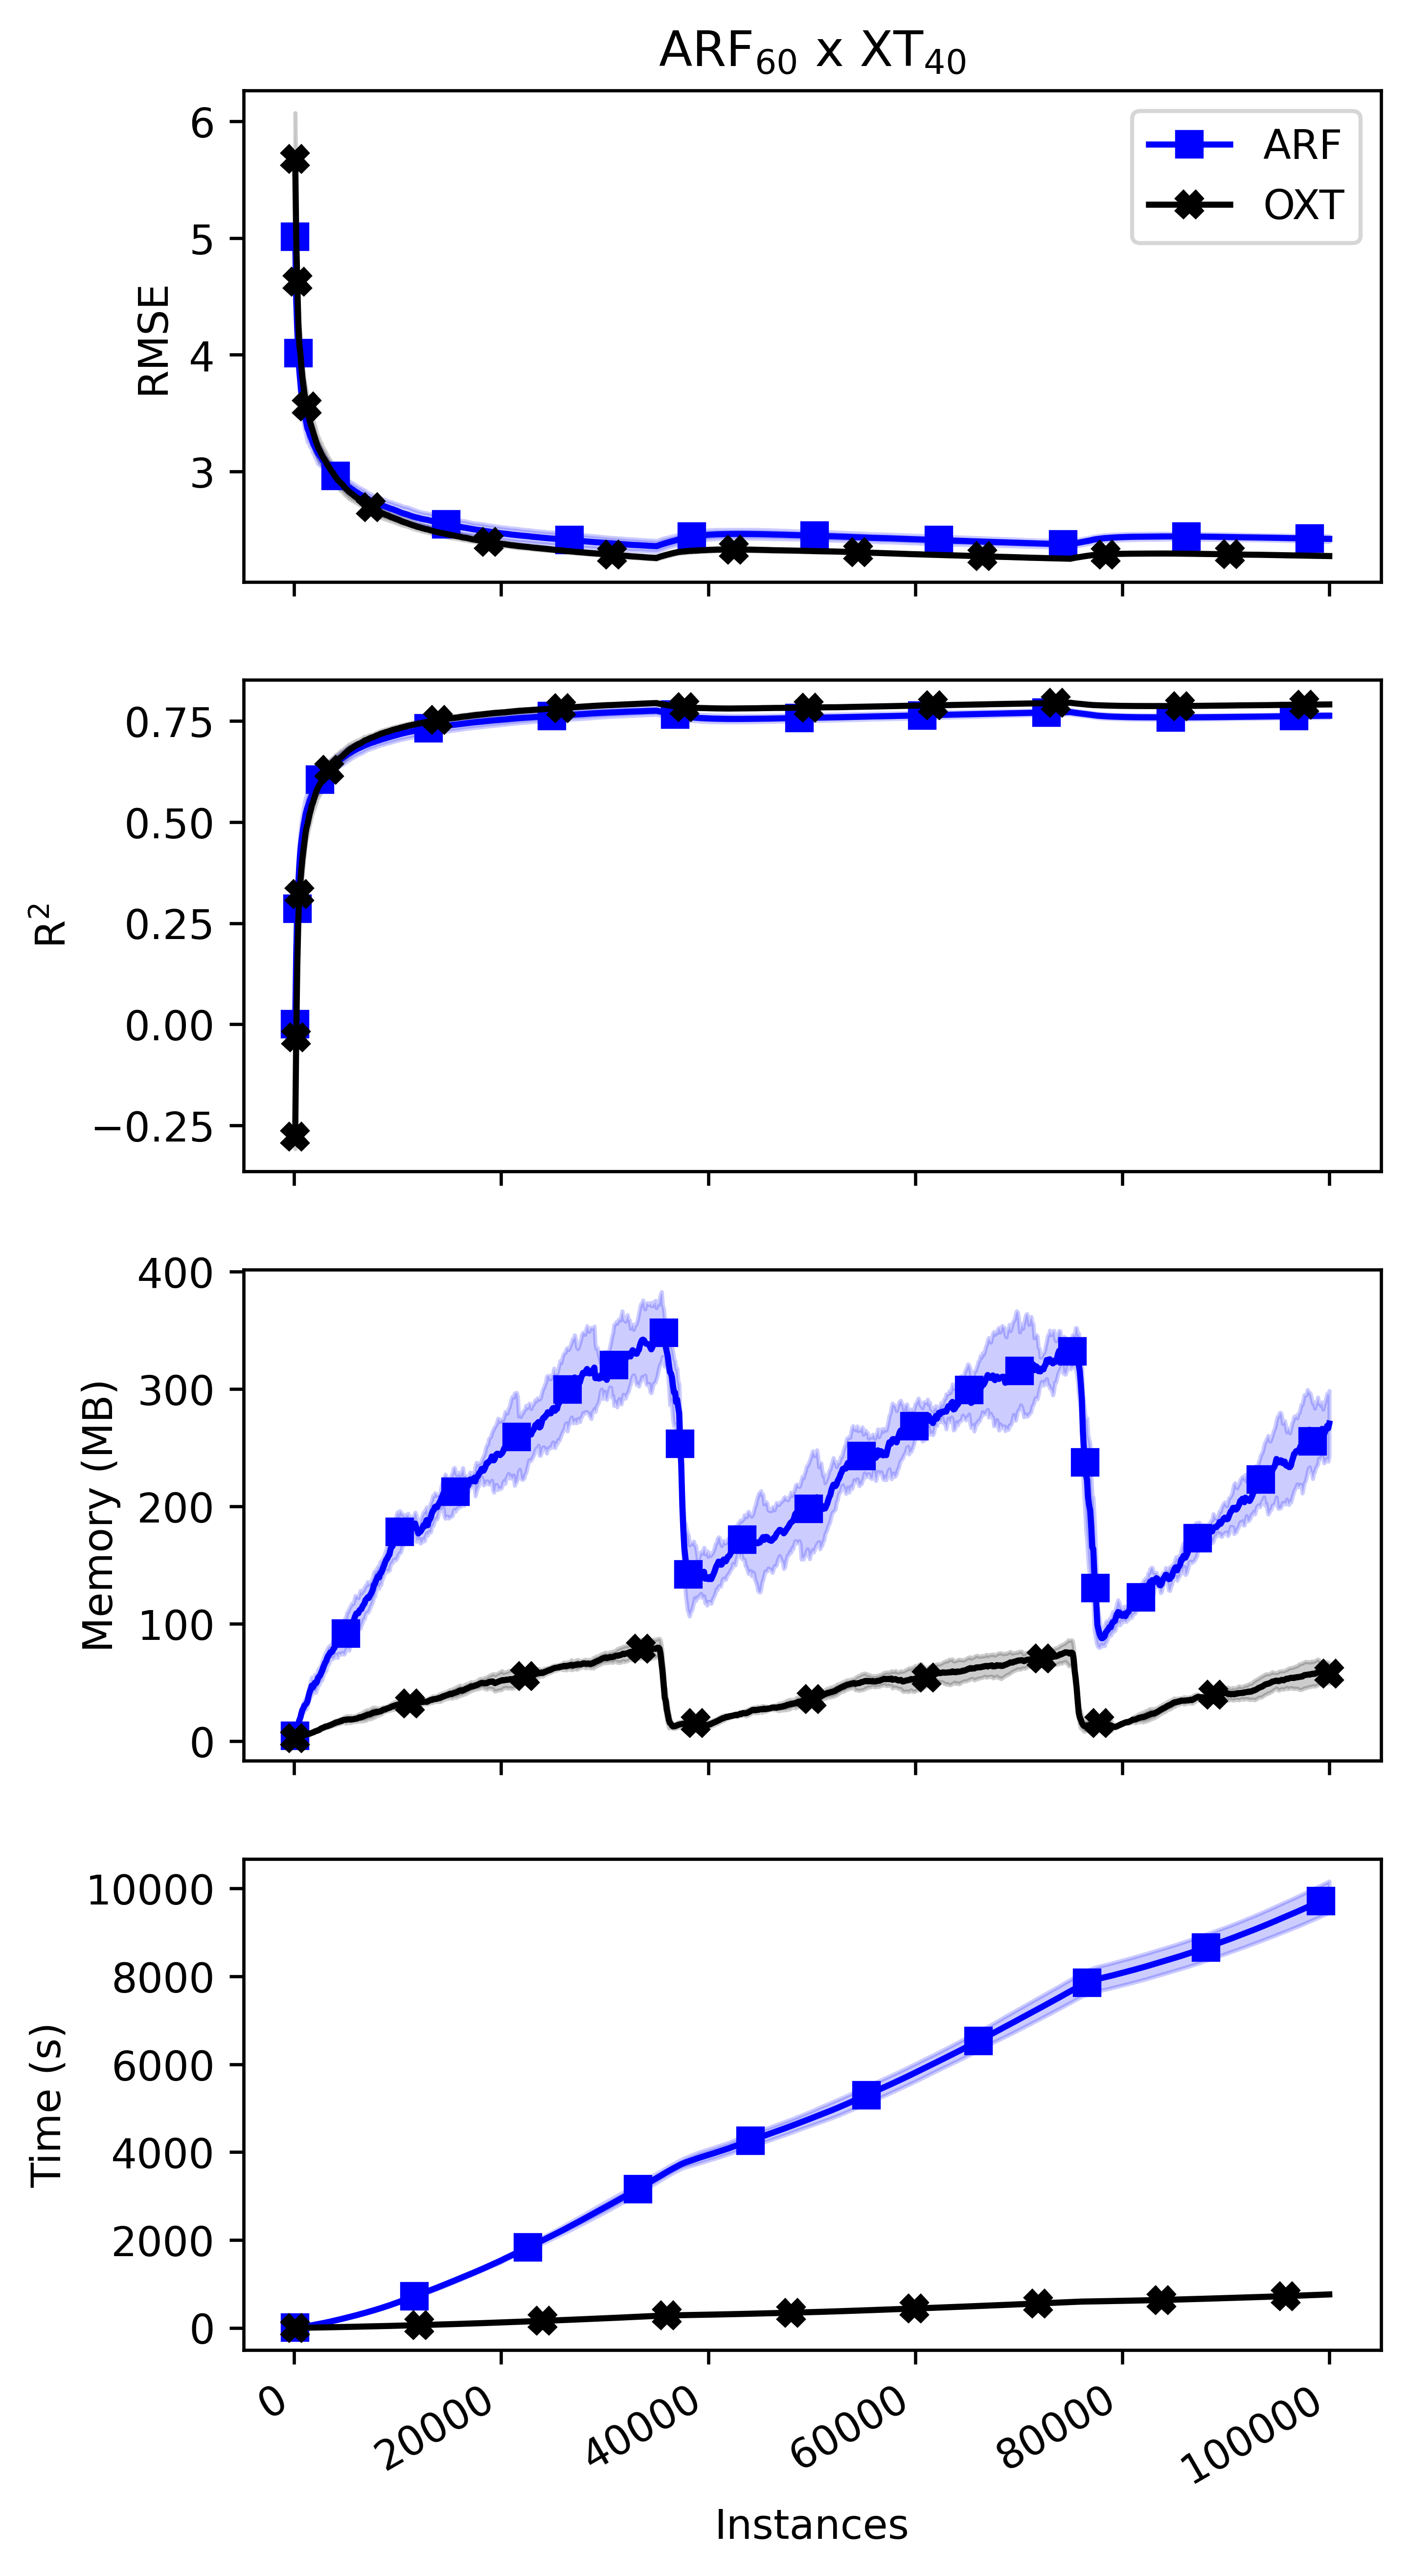 ARF₆₀ x XT₄₀
RMSE
6
5
4
3
ARF
OXT
R²
0.75
0.50
0.25
0.00
−0.25
Memory (MB)
400
300
200
100
0
Time (s)
10000
8000
6000
4000
2000
0
0 20000 40000 60000 80000 100000
Instances